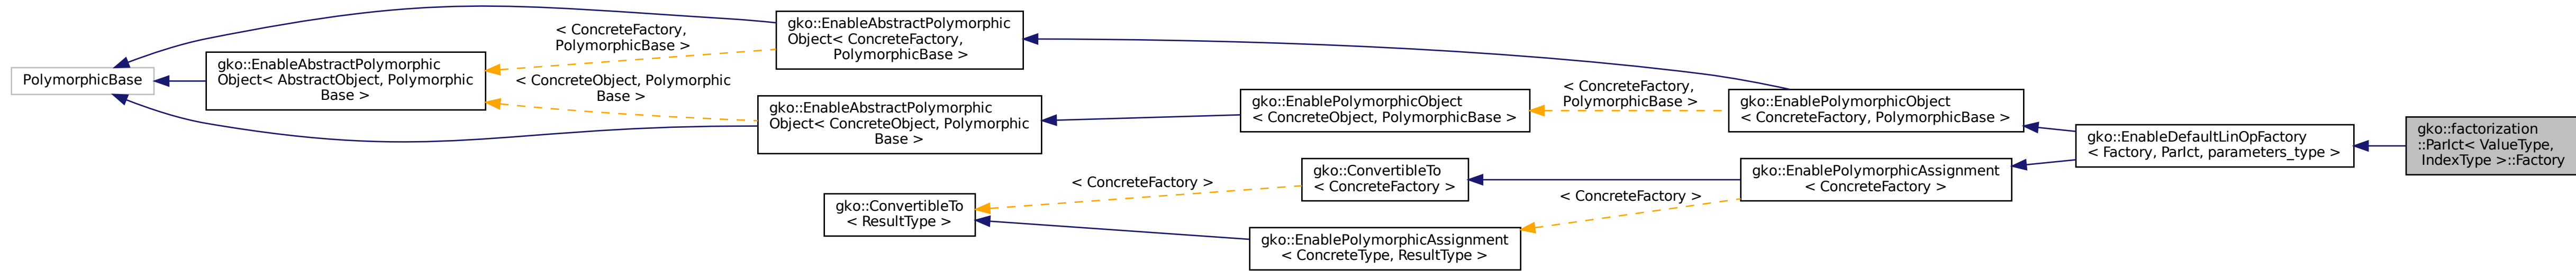 PolymorphicBase
gko::EnableAbstractPolymorphic
Object< AbstractObject, Polymorphic
Base >
< ConcreteFactory,
PolymorphicBase >
< ConcreteObject, Polymorphic
Base >
gko::EnableAbstractPolymorphic
Object< ConcreteFactory,
PolymorphicBase >
gko::EnableAbstractPolymorphic
Object< ConcreteObject, Polymorphic
Base >
gko::ConvertibleTo
< ResultType >
< ConcreteFactory >
gko::EnablePolymorphicObject
< ConcreteObject, PolymorphicBase >
gko::ConvertibleTo
< ConcreteFactory >
gko::EnablePolymorphicAssignment
< ConcreteType, ResultType >
< ConcreteFactory,
PolymorphicBase >
< ConcreteFactory >
gko::EnablePolymorphicObject
< ConcreteFactory, PolymorphicBase >
gko::EnablePolymorphicAssignment
< ConcreteFactory >
gko::EnableDefaultLinOpFactory
< Factory, ParIct, parameters_type >
gko::factorization
::ParIct< ValueType,
IndexType >::Factory